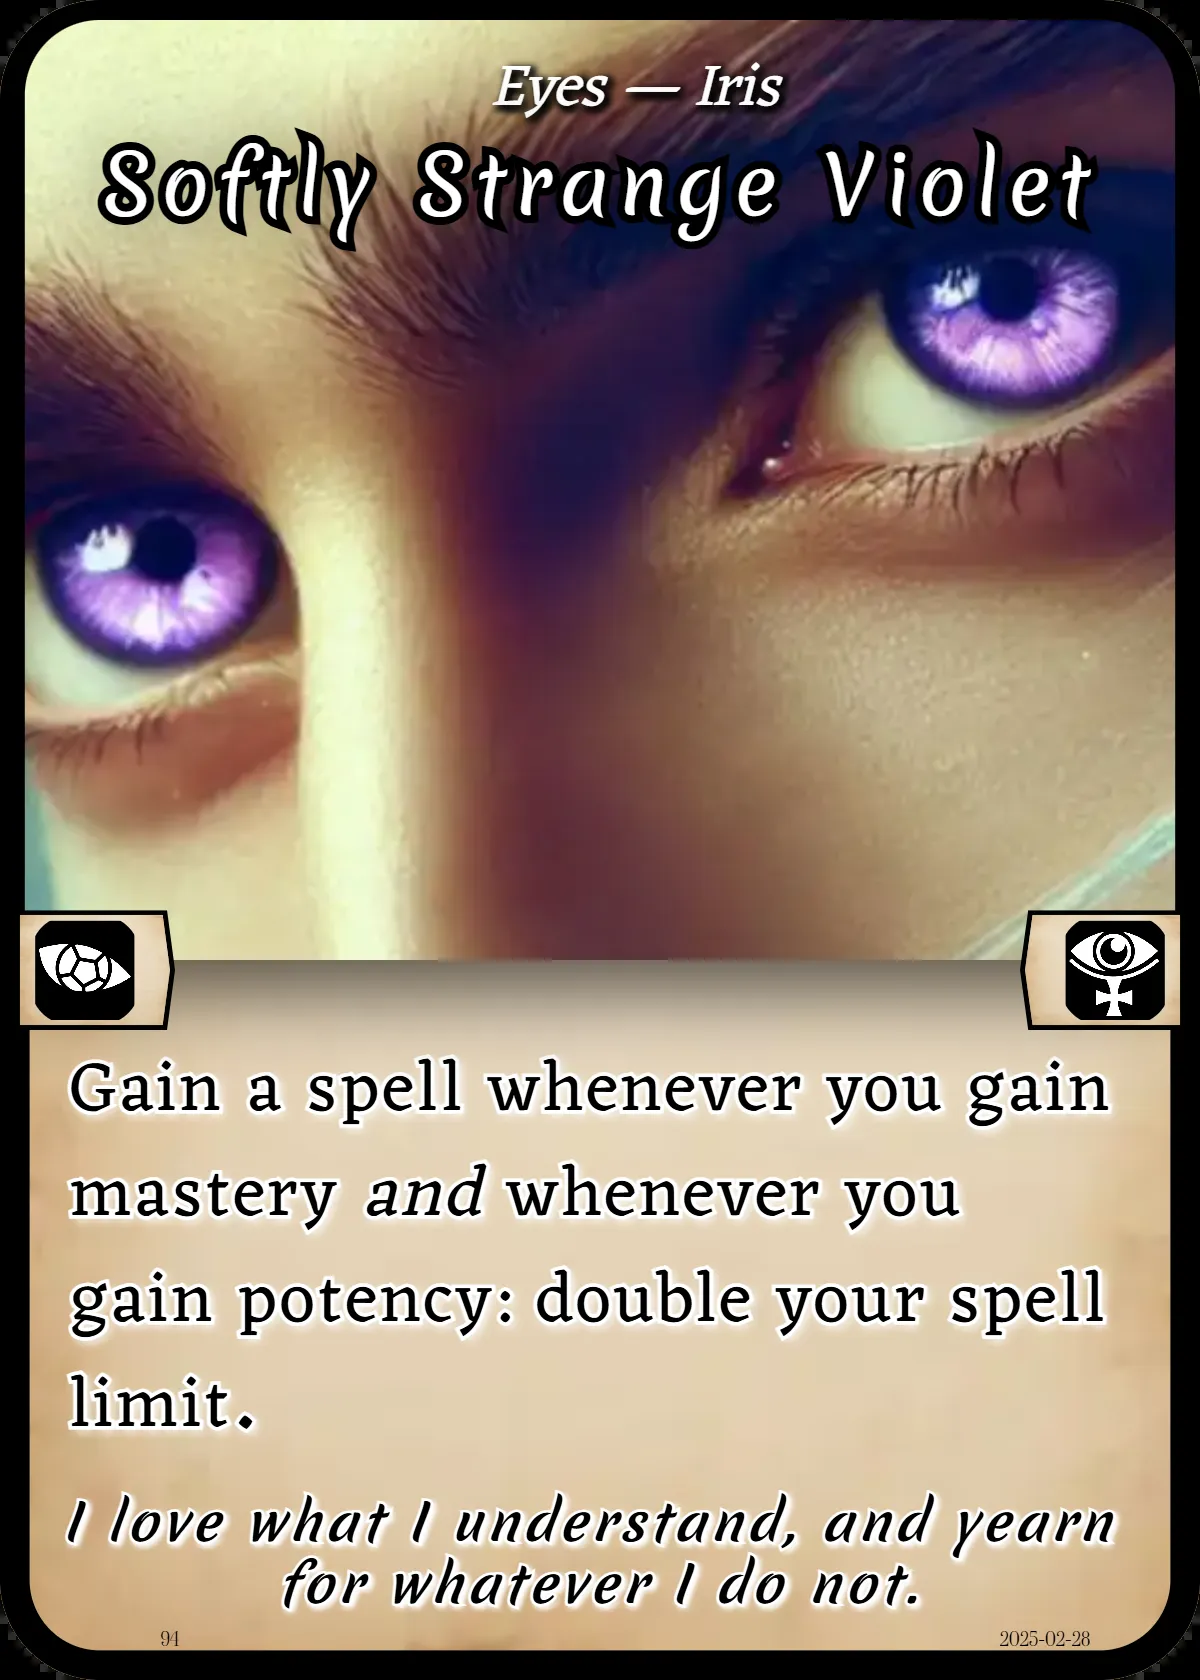 Eyes — Iris
Softly Strange Violet
Gain a spell whenever you gain
mastery and whenever you
gain potency: double your spell
limit.
I love what I understand, and yearn
for whatever I do not.
94
2025-02-28